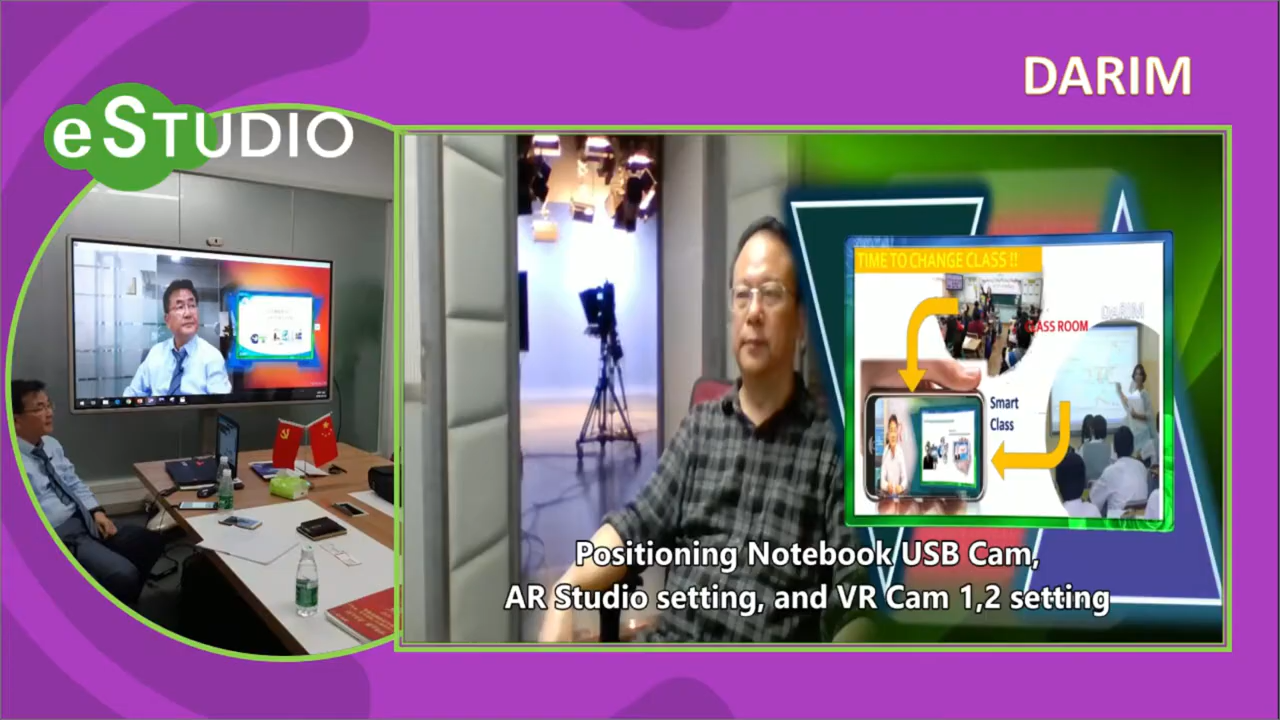 DARIM
eSTUDIO
TIME TO CHANGE CLASS !!
CLASS ROOM
DARIM
Smart
Class
Positioning Notebook USB Cam,
AR Studio setting, and VR Cam 1,2 setting